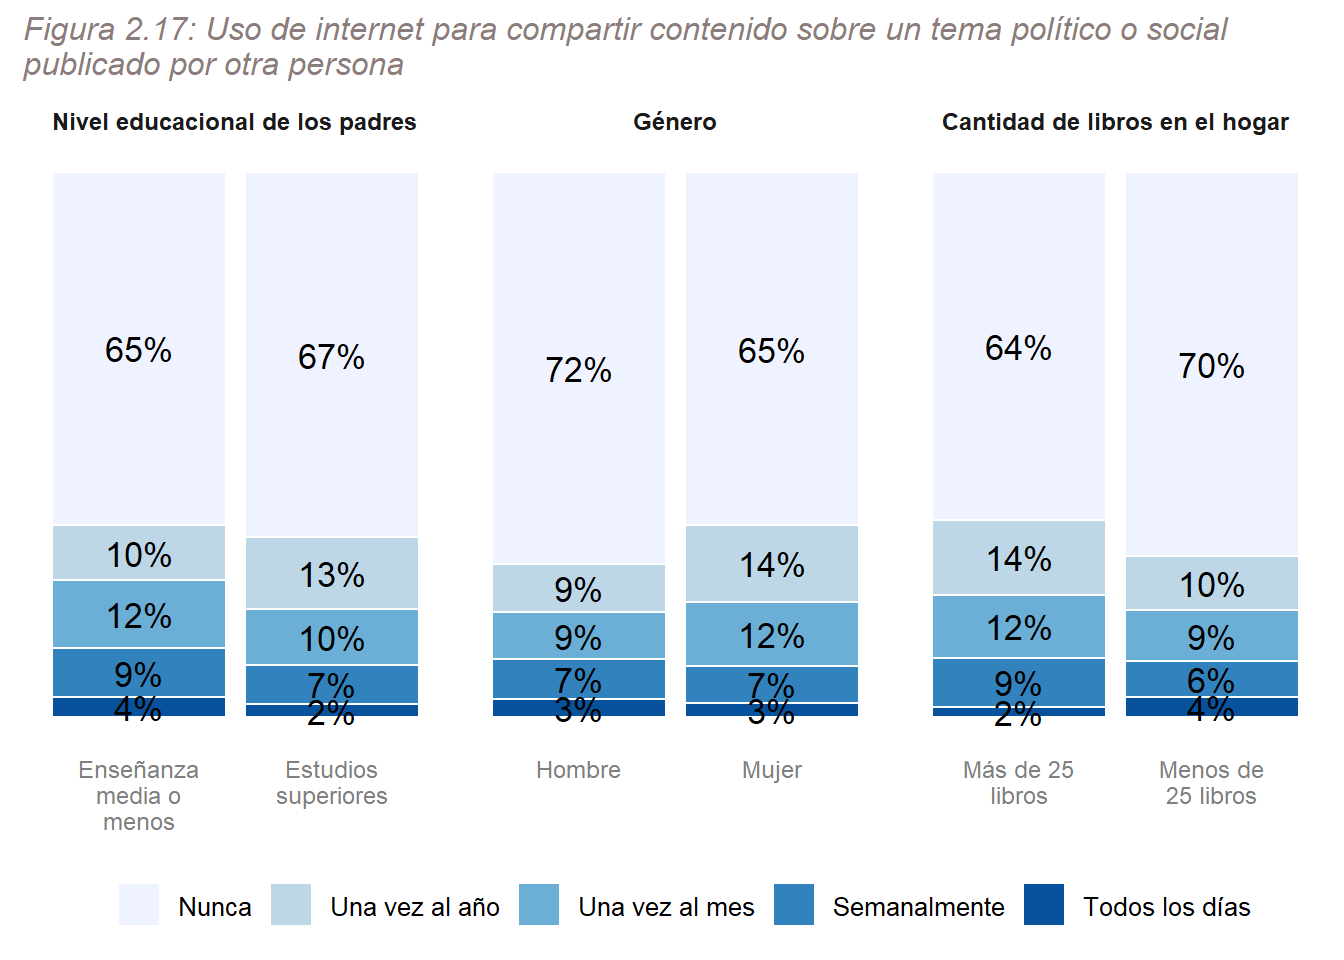 Figura 2.17: Uso de internet para compartir contenido sobre un tema político o social
publicado por otra persona
Nivel educacional de los padres
Género
Cantidad de libros en el hogar
65%
67%
72%
65%
64%
70%
10%
13%
9%
14%
14%
10%
12%
10%
9%
12%
12%
9%
9%
7%
7%
7%
9%
6%
4%
2%
3%
3%
2%
4%
Enseñanza
media o
menos
Estudios
superiores
Hombre
Mujer
Más de 25
libros
Menos de
25 libros
Nunca
Una vez al año
Una vez al mes
Semanalmente
Todos los días